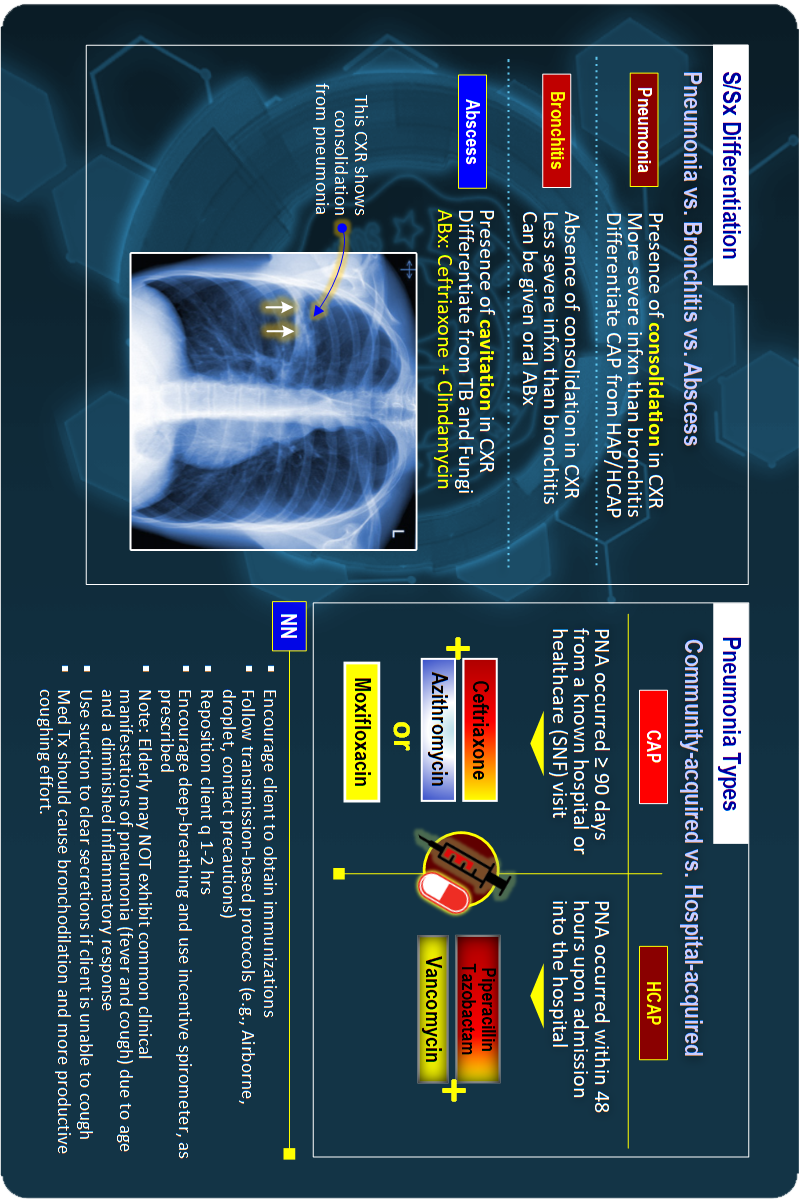 S/Sx Differentiation
Pneumonia vs. Bronchitis vs. Abscess
Pneumonia
Presence of consolidation in CXR
More severe infxn than bronchitis
Differentiate CAP from HAP/HCAP
Bronchitis
Absence of consolidation in CXR
Less severe infxn than bronchitis
Can be given oral ABx
Abscess
Presence of cavitation in CXR
Differentiate from TB and Fungi
ABx: Ceftriaxone + Clindamycin
This CXR shows
consolidation
from pneumonia
L
Pneumonia Types
Community-acquired vs. Hospital-acquired
CAP
PNA occurred ≥ 90 days
from a known hospital or
healthcare (SNF) visit
Ceftriaxone
+
Azithromycin
or
Moxifloxacin
HCAP
PNA occurred within 48
hours upon admission
into the hospital
Piperacillin
Tazobactam
+
Vancomycin
NN
▪ Encourage client to obtain immunizations
▪ Follow transmission-based protocols (e.g., Airborne,
droplet, contact precautions)
▪ Reposition client q 1-2 hrs
▪ Encourage deep-breathing and use incentive spirometer, as
prescribed
▪ Note: Elderly may NOT exhibit common clinical
manifestations of pneumonia (fever and cough) due to age
and a diminished inflammatory response
▪ Use suction to clear secretions if client is unable to cough
▪ Med Tx should cause bronchodilation and more productive
coughing effort.